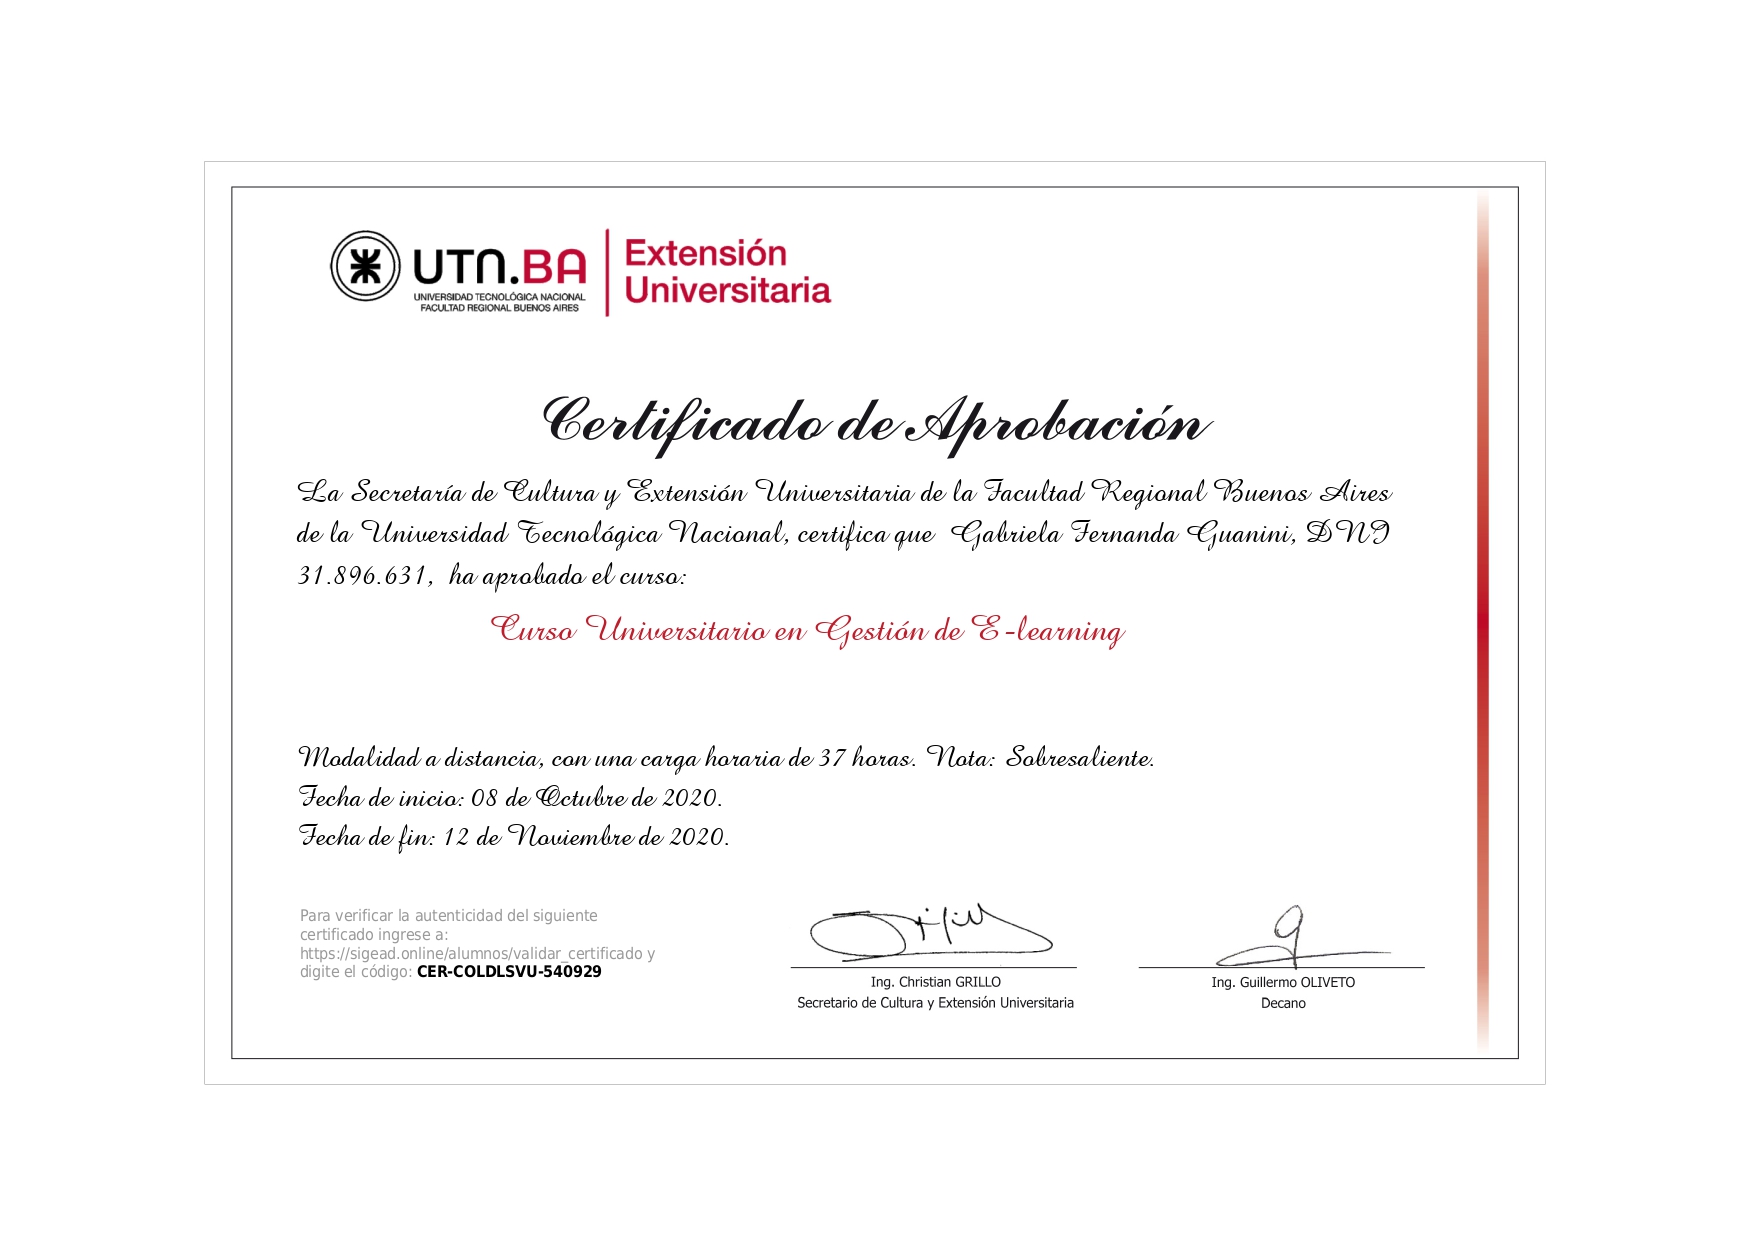 UTN.BA
UNIVERSIDAD TECNOLÓGICA NACIONAL
FACULTAD REGIONAL BUENOS AIRES
Extensión
Universitaria
Certificado de Aprobación
La Secretaría de Cultura y Extensión Universitaria de la Facultad Regional Buenos Aires
de la Universidad Tecnológica Nacional, certifica que Gabriela Fernanda Guanini, DNI
31.896.631, ha aprobado el curso:
Curso Universitario en Gestión de E-learning
Modalidad a distancia, con una carga horaria de 37 horas. Nota: Sobresaliente.
Fecha de inicio: 08 de Octubre de 2020.
Fecha de fin: 12 de Noviembre de 2020.
Para verificar la autenticidad del siguiente
certificado ingrese a:
https://sigead.online/alumnos/validar_certificado y
digite el código: CER-COLDLSVU-540929
Ing. Christian GRILLO
Secretario de Cultura y Extensión Universitaria
Ing. Guillermo OLIVETO
Decano